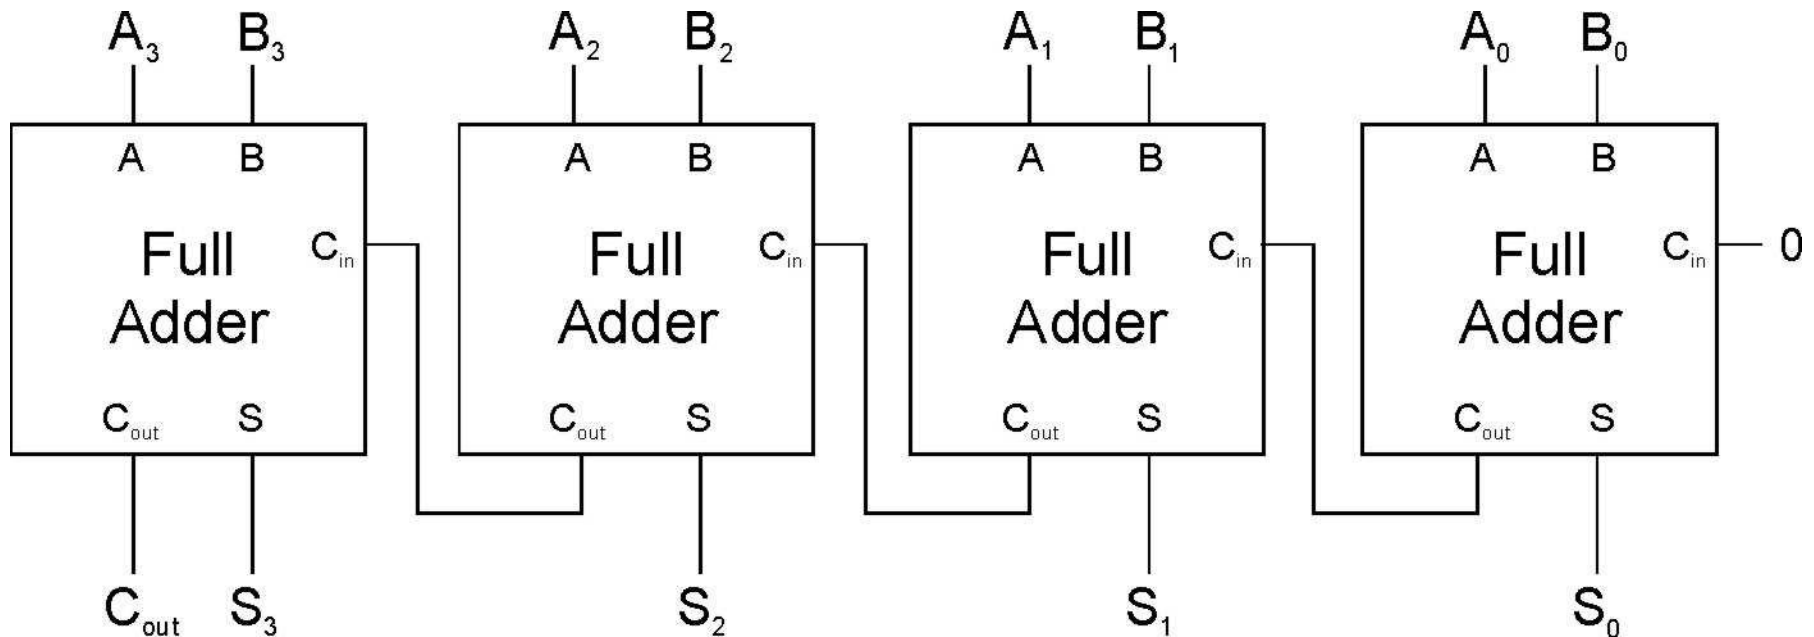 A3 B3 A2 B2 A1 B1 A0 B0
A B A B A B A B
Full Cin Full Cin Full Cin Full Cin 0
Adder Adder Adder Adder
Cout S Cout S Cout S Cout S
Cout S3 S2 S1 S0